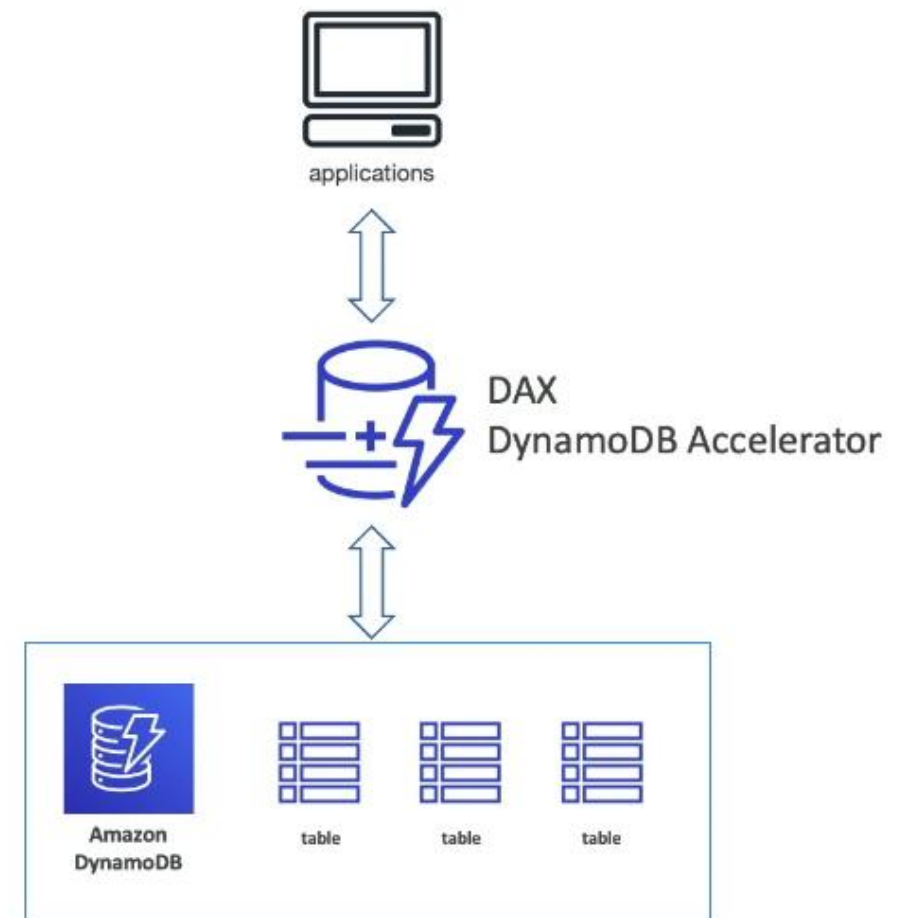 applications
DAX
DynamoDB Accelerator
Amazon
DynamoDB
table
table
table